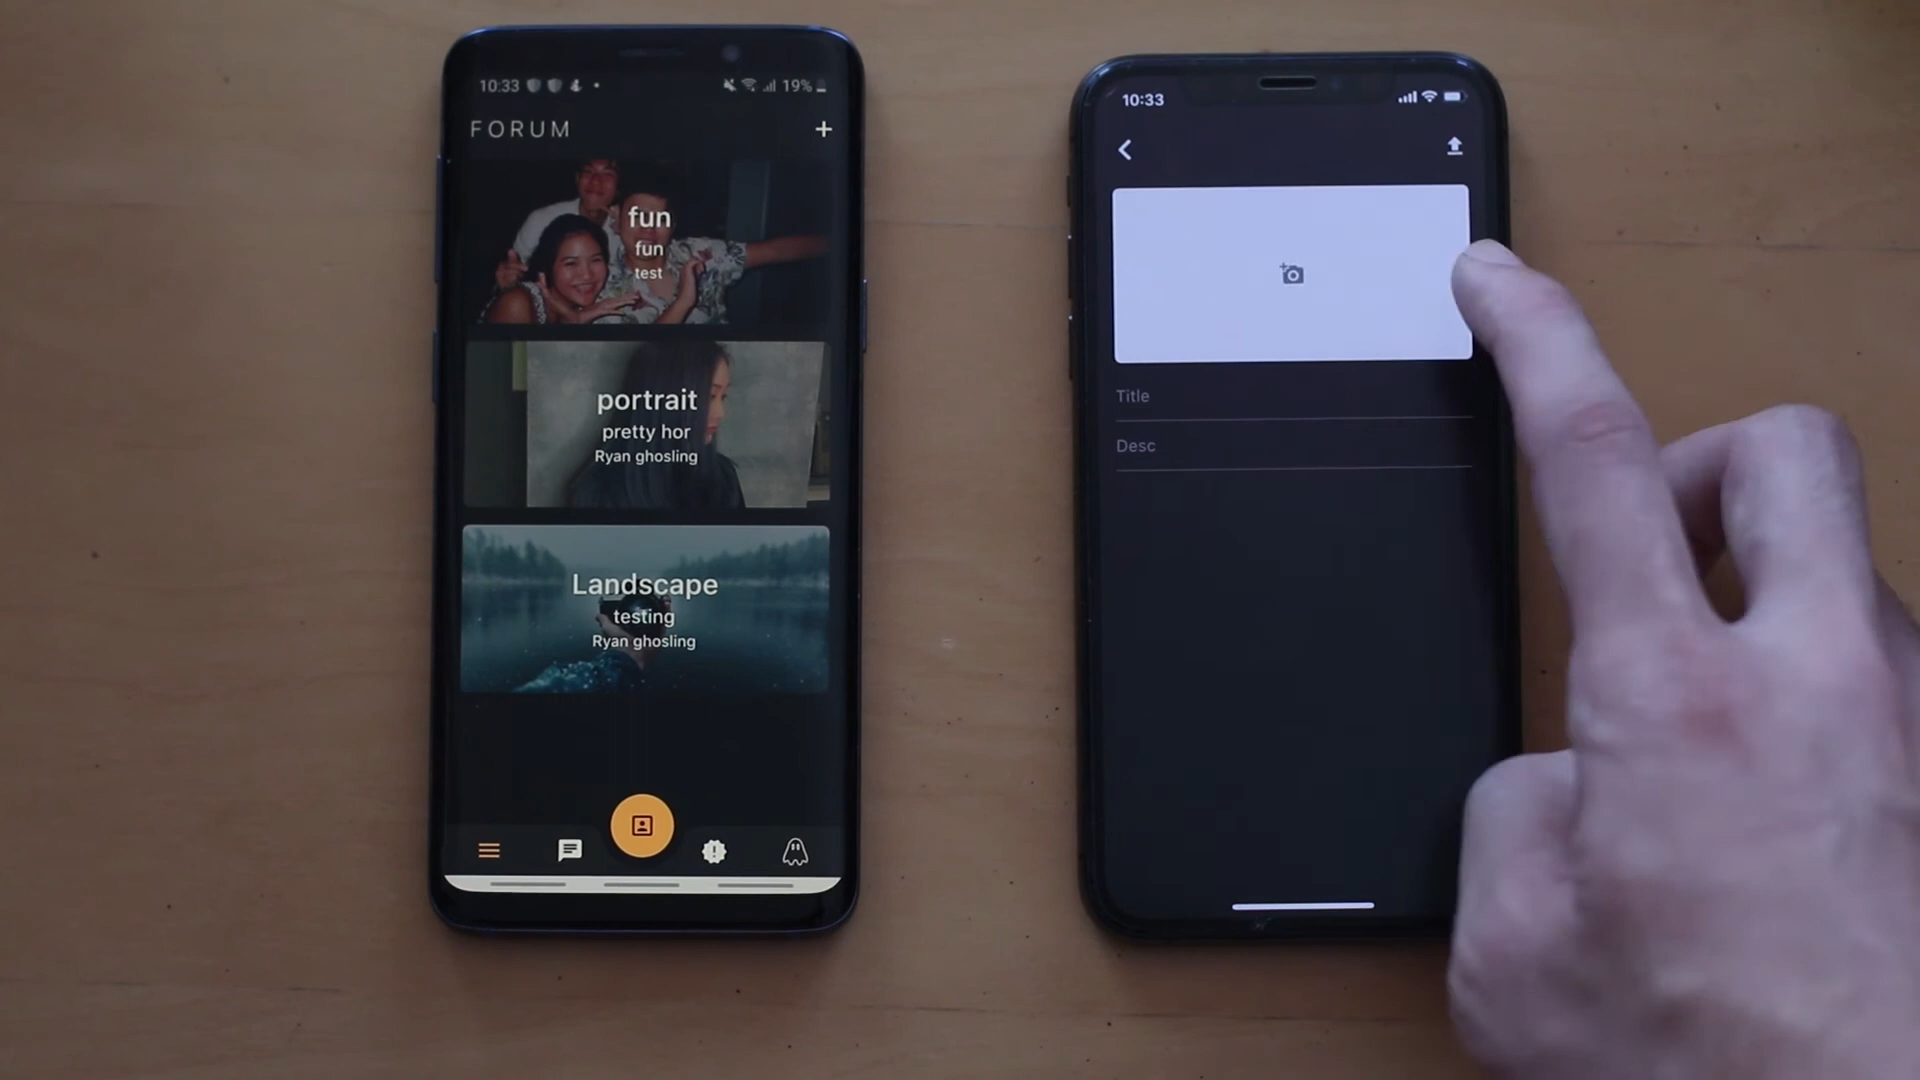 10:33
19%
FORUM
+
fun
fun
test
portrait
pretty hor
Ryan ghosling
Landscape
testing
Ryan ghosling
10:33
Title
Desc